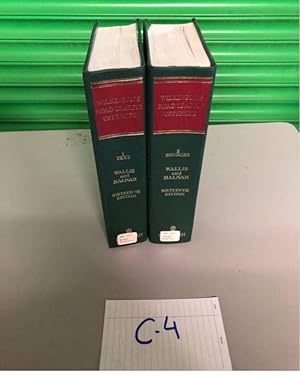 WILKINSON'S
ROAD TRAFFIC
OFFENCES
1
TEXT
WALLIS
and
HALNAN
SIXTEENTH
EDITION
WILKINSON'S
ROAD TRAFFIC
OFFENCES
2
SOURCES
WALLIS
and
HALNAN
SIXTEENTH
EDITION
C-4